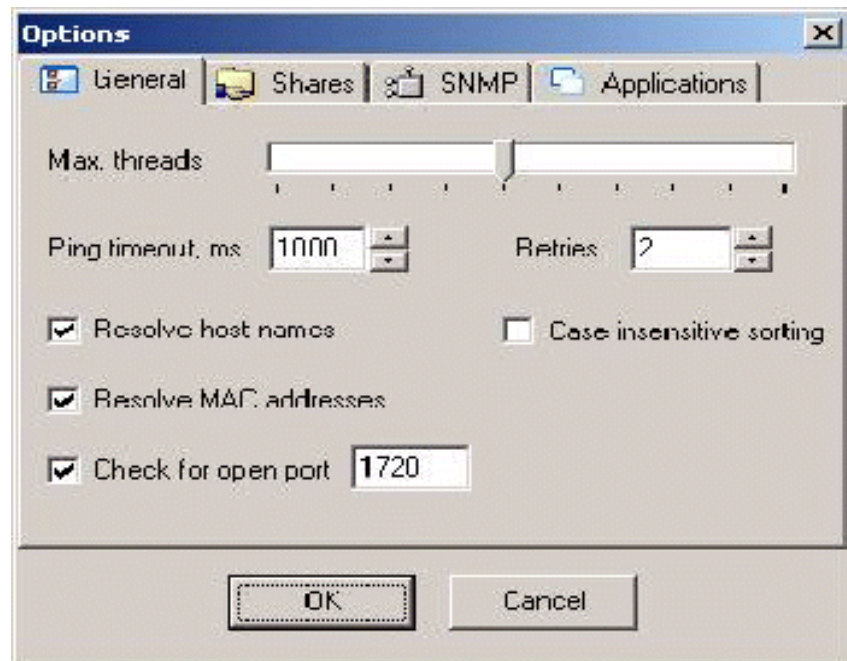 Options
General Shares SNMP Applications
Max. threads
Ping timeout, ms 1000 Retries 2
Resolve host names Case insensitive sorting
Resolve MAC addresses
Check for open port 1720
OK Cancel